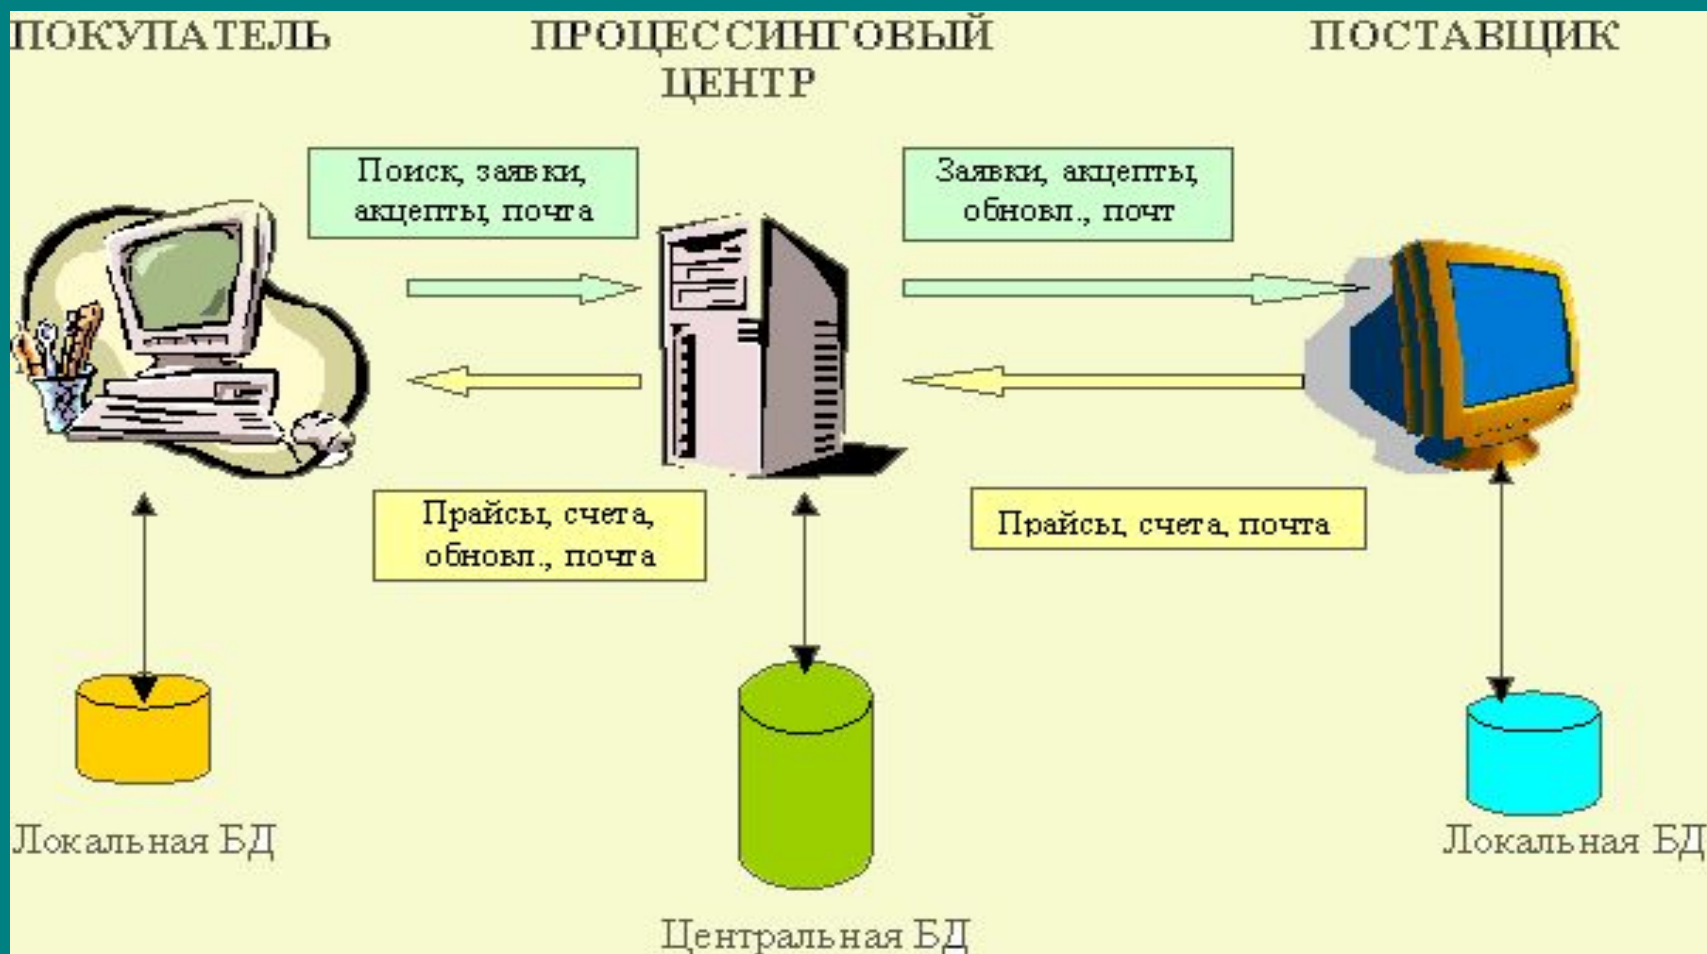 ПОКУПАТЕЛЬ
ПРОЦЕССИНГОВЫЙ
ЦЕНТР
ПОСТАВЩИК
Поиск, заявки,
акцепты, почта
Заявки, акцепты,
обновл., почт
Прайсы, счета,
обновл., почта
Прайсы, счета, почта
Локальная БД
Центральная БД
Локальная БД